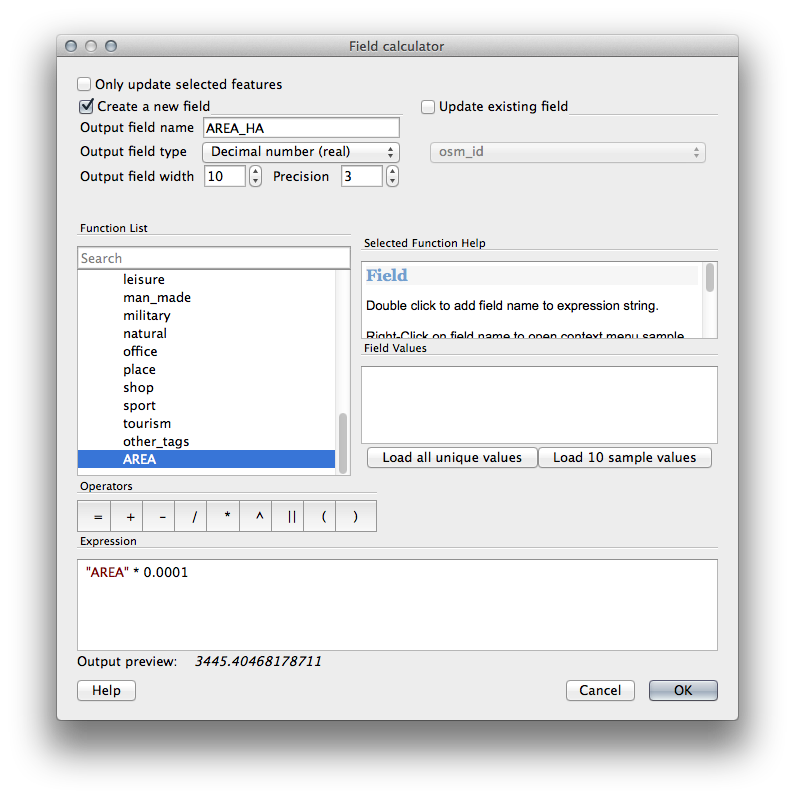 Field calculator
Only update selected features
Create a new field
Update existing field
Output field name AREA_HA
Output field type Decimal number (real)
osm_id
Output field width 10 Precision 3
Function List
Search
leisure
man_made
military
natural
office
place
shop
sport
tourism
other_tags
AREA
Selected Function Help
Field
Double click to add field name to expression string.
Right-Click on field name to open context menu sample
Field Values
Load all unique values Load 10 sample values
Operators
= + - / * ^ || ( )
Expression
"AREA" * 0.0001
Output preview: 3445.40468178711
Help Cancel OK